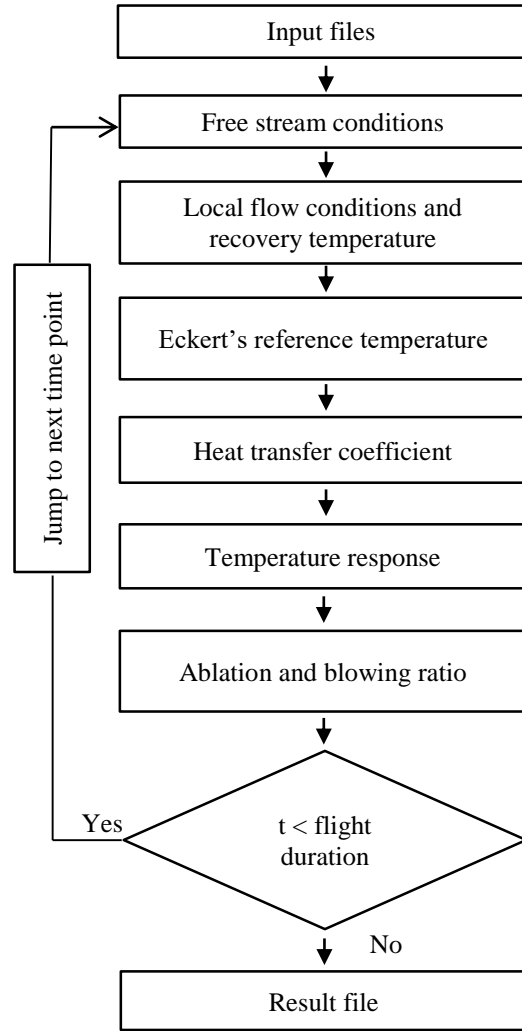 Input files
Free stream conditions
Local flow conditions and
recovery temperature
Eckert’s reference temperature
Heat transfer coefficient
Temperature response
Ablation and blowing ratio
t < flight
duration
Yes
Jump to next time point
No
Result file